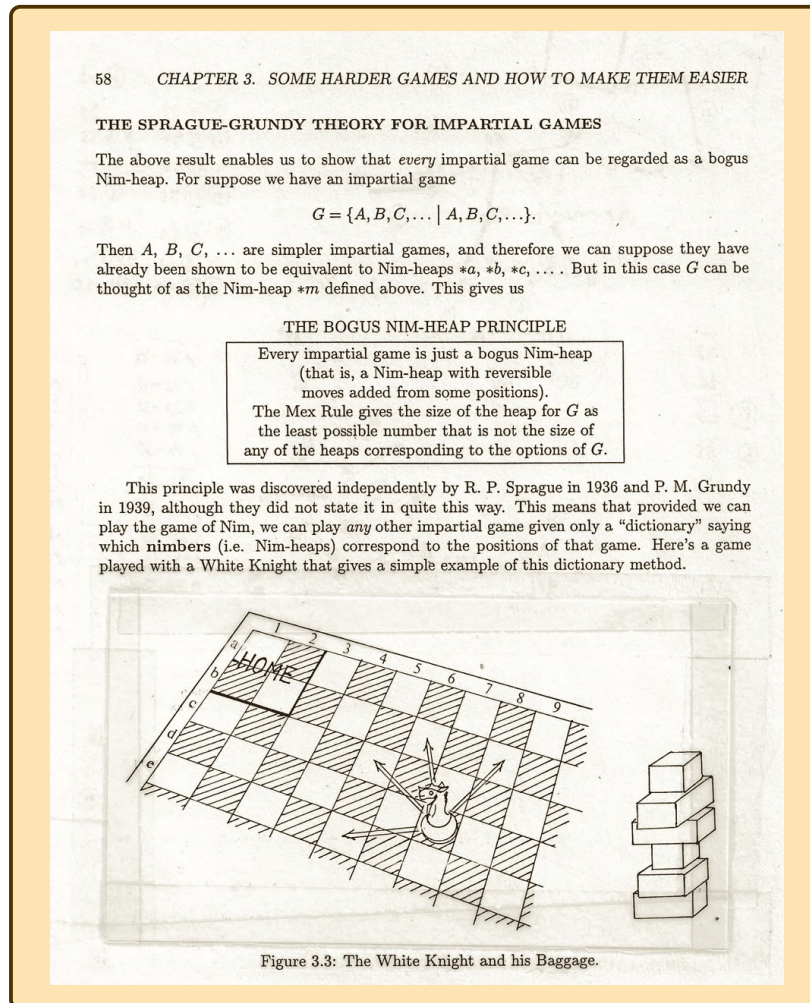 58 CHAPTER 3. SOME HARDER GAMES AND HOW TO MAKE THEM EASIER
THE SPRAGUE-GRUNDY THEORY FOR IMPARTIAL GAMES
The above result enables us to show that every impartial game can be regarded as a bogus
Nim-heap. For suppose we have an impartial game
G = {A, B, C, . . . | A, B, C, . . .}.
Then A, B, C, . . . are simpler impartial games, and therefore we can suppose they have
already been shown to be equivalent to Nim-heaps *a, *b, *c, . . . . But in this case G can be
thought of as the Nim-heap *m defined above. This gives us
THE BOGUS NIM-HEAP PRINCIPLE
Every impartial game is just a bogus Nim-heap
(that is, a Nim-heap with reversible
moves added from some positions).
The Mex Rule gives the size of the heap for G as
the least possible number that is not the size of
any of the heaps corresponding to the options of G.
This principle was discovered independently by R. P. Sprague in 1936 and P. M. Grundy
in 1939, although they did not state it in quite this way. This means that provided we can
play the game of Nim, we can play any other impartial game given only a “dictionary” saying
which nimbers (i.e. Nim-heaps) correspond to the positions of that game. Here's a game
played with a White Knight that gives a simple example of this dictionary method.
1 2 3 4 5 6 7 8 9
a
b
c
d
e
HOME
Figure 3.3: The White Knight and his Baggage.